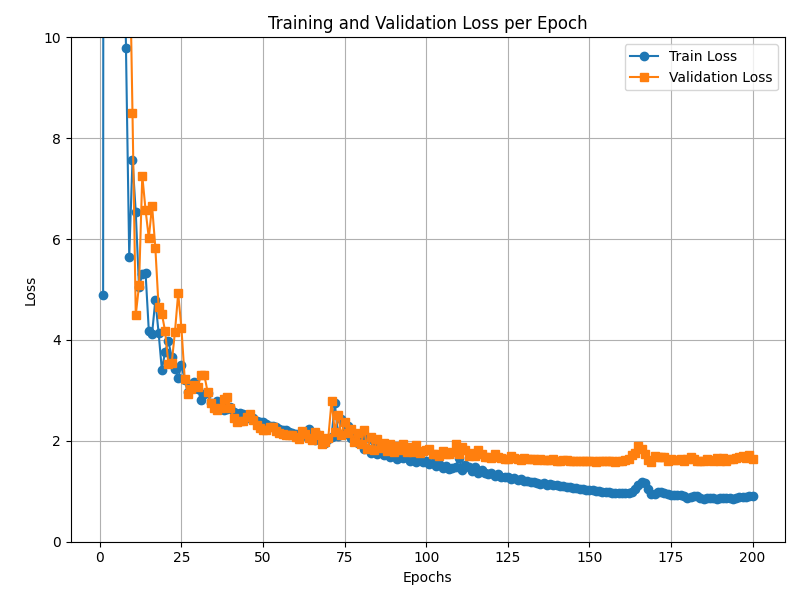 Training and Validation Loss per Epoch
Train Loss
Validation Loss
Loss
10
8
6
4
2
0
0 25 50 75 100 125 150 175 200
Epochs